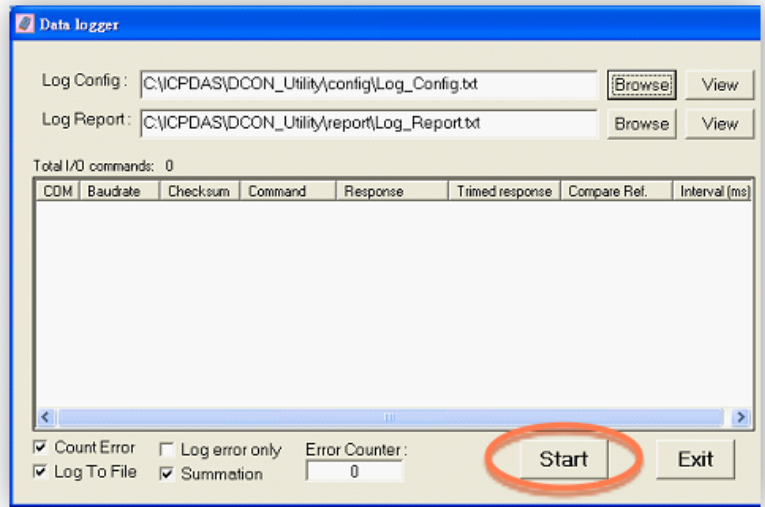 Data logger
Log Config : C:\ICPDAS\DCON_Utility\config\Log_Config.txt Browse View
Log Report : C:\ICPDAS\DCON_Utility\report\Log_Report.txt Browse View
Total I/O commands: 0
COM Baudrate Checksum Command Response Trimed response Compare Ref. Interval (ms)
Count Error Log error only Error Counter :
Log To File Summation 0 Start Exit